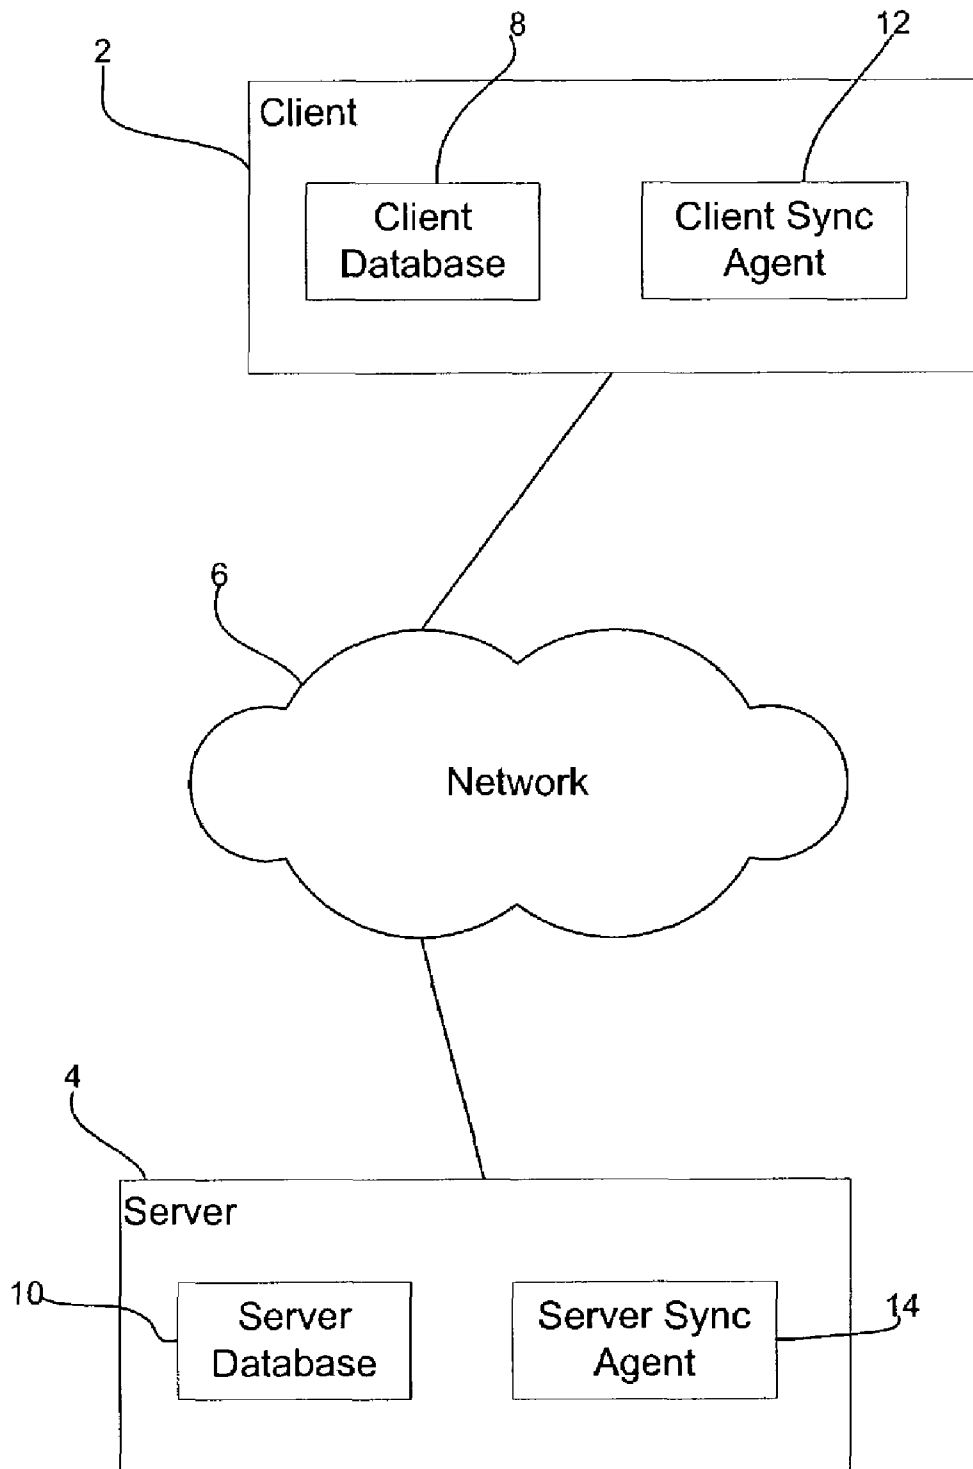 2
8
12
Client
Client
Database
Client Sync
Agent
6
Network
4
Server
10
Server
Database
Server Sync
Agent
14